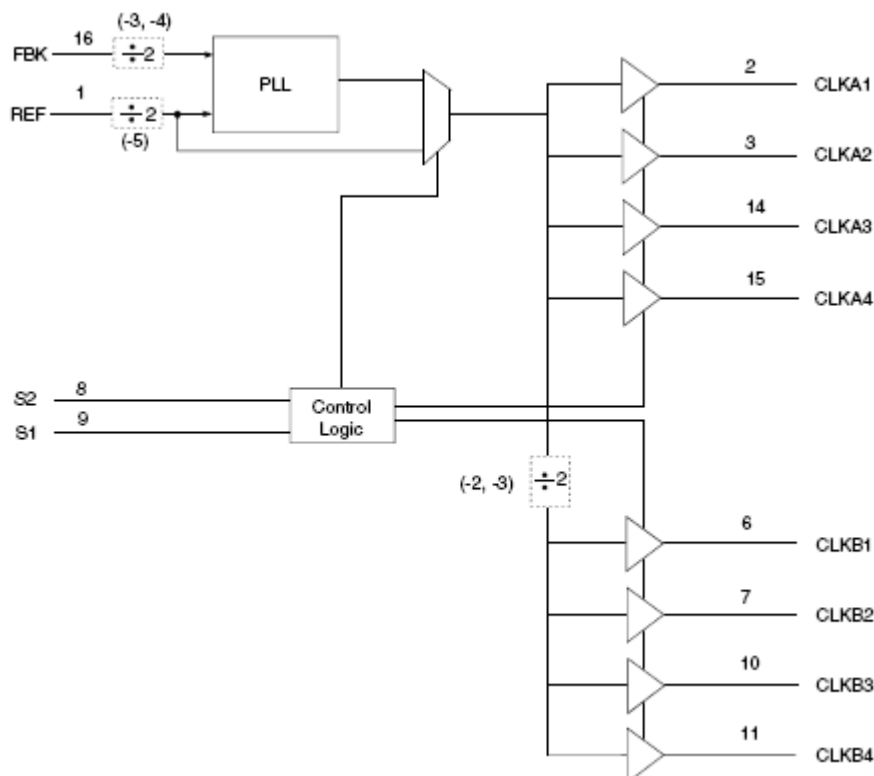 (-3, -4)
FBK 16 ÷2
PLL
REF 1 ÷2
(-5)
2 CLKA1
3 CLKA2
14 CLKA3
15 CLKA4
S2 8
S1 9
Control
Logic
(-2, -3) ÷2
6 CLKB1
7 CLKB2
10 CLKB3
11 CLKB4